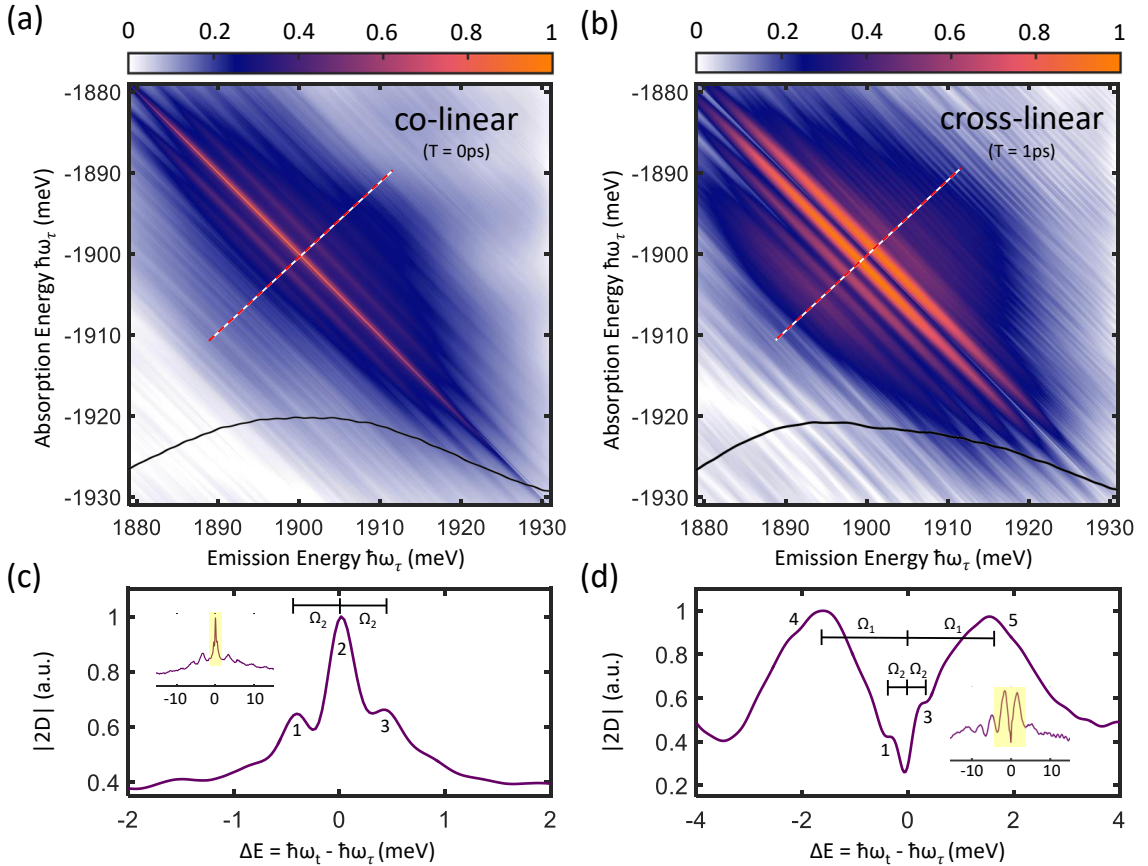 (a)
0 0.2 0.4 0.6 0.8 1
co-linear
(T = 0ps)
-1880
-1890
-1900
-1910
-1920
-1930
Absorption Energy ħω_τ (meV)
1880 1890 1900 1910 1920 1930
Emission Energy ħω_τ (meV)
(b)
0 0.2 0.4 0.6 0.8 1
cross-linear
(T = 1ps)
-1880
-1890
-1900
-1910
-1920
-1930
Absorption Energy ħω_τ (meV)
1880 1890 1900 1910 1920 1930
Emission Energy ħω_τ (meV)
(c)
Ω₂ Ω₂
1
0.8
0.6
0.4
|2D| (a.u.)
2
1
3
-10 0 10
-2 -1 0 1 2
ΔE = ħω_t - ħω_τ (meV)
(d)
1
0.8
0.6
0.4
0.2
|2D| (a.u.)
4
5
Ω₁ Ω₁
Ω₂ Ω₂
3
1
-10 0 10
-4 -2 0 2 4
ΔE = ħω_t - ħω_τ (meV)